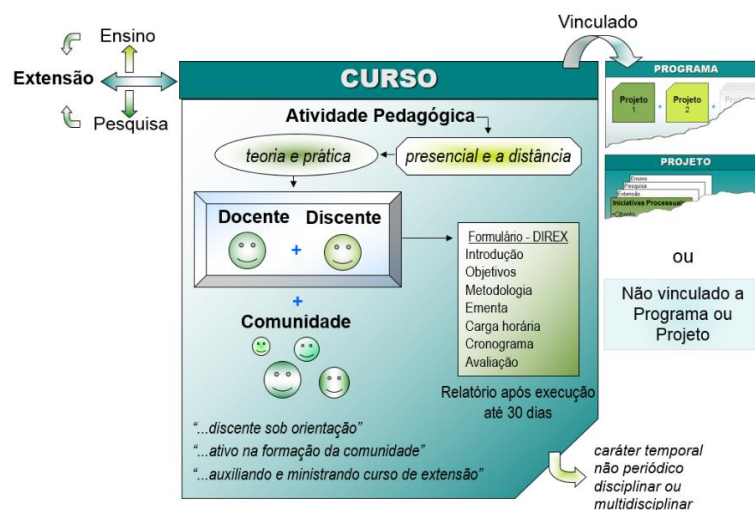 Ensino
Extensão
Pesquisa
Vinculado
CURSO
Atividade Pedagógica
teoria e prática
presencial e a distância
Docente
Discente
+
+
Comunidade
Formulário - DIREX
Introdução
Objetivos
Metodologia
Ementa
Carga horária
Cronograma
Avaliação
Relatório após execução
até 30 dias
“...discente sob orientação”
“...ativo na formação da comunidade”
“...auxiliando e ministrando curso de extensão”
PROGRAMA
Projeto
1
+
Projeto
2
+
PROJETO
Ensino
Pesquisa
Extensão
Iniciativas Processuais
•Objeto
ou
Não vinculado a
Programa ou
Projeto
caráter temporal
não periódico
disciplinar ou
multidisciplinar